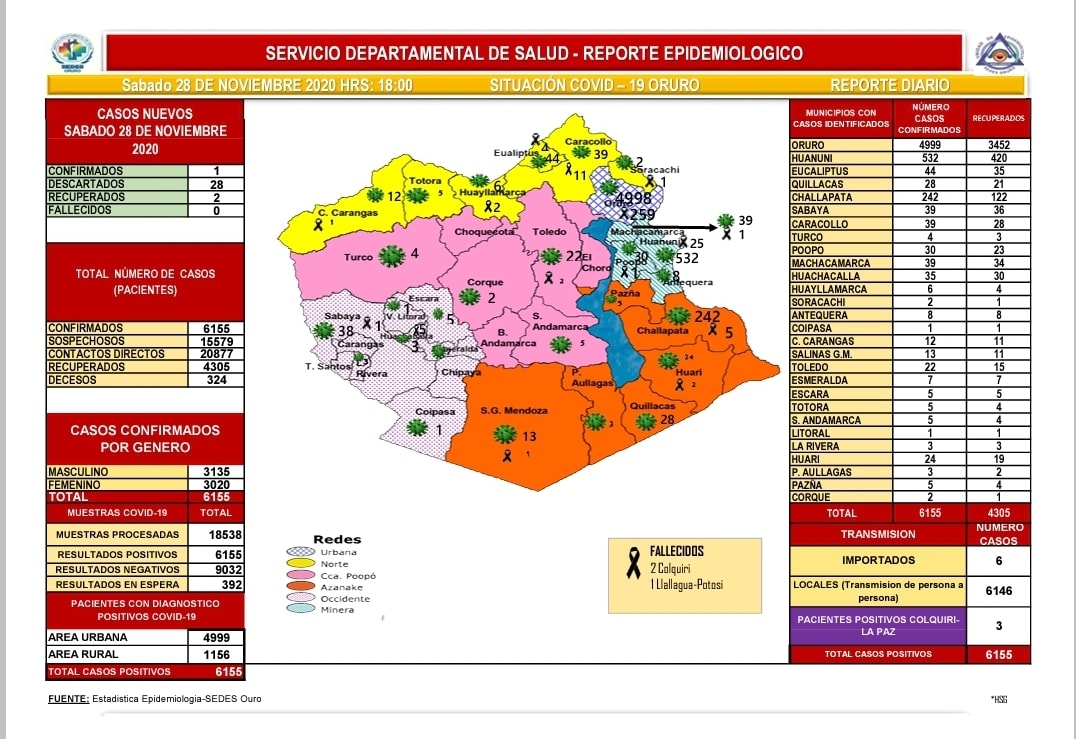 SERVICIO DEPARTAMENTAL DE SALUD - REPORTE EPIDEMIOLOGICO
Sabado 28 DE NOVIEMBRE 2020 HRS: 18:00 SITUACIÓN COVID – 19 ORURO REPORTE DIARIO
CASOS NUEVOS
SABADO 28 DE NOVIEMBRE
2020
CONFIRMADOS 1
DESCARTADOS 28
RECUPERADOS 2
FALLECIDOS 0
TOTAL NÚMERO DE CASOS
(PACIENTES)
CONFIRMADOS 6155
SOSPECHOSOS 15579
CONTACTOS DIRECTOS 20877
RECUPERADOS 4305
DECESOS 324
CASOS CONFIRMADOS
POR GENERO
MASCULINO 3135
FEMENINO 3020
TOTAL 6155
MUESTRAS COVID-19 TOTAL
MUESTRAS PROCESADAS 18538
RESULTADOS POSITIVOS 6155
RESULTADOS NEGATIVOS 9032
RESULTADOS EN ESPERA 392
PACIENTES CON DIAGNOSTICO
POSITIVOS COVID-19
AREA URBANA 4999
AREA RURAL 1156
TOTAL CASOS POSITIVOS 6155
4
Eualiptus 44
Caracollo
39
11
2
Soracachi
1
Totora
5
6
Huayllamarca
2
12
C. Carangas
1
4998
259
Choquecota
Toledo
22
2
El
Choro
Machacamarca
39
1
Huanuni 25
532
Poopo
30
1
8
Antequera
Turco 4
Corque
2
Pazña
5
242
Challapata 5
Escara
1
V. Litoral
5
Sabaya
38 1
Carangas
3
T. Santos
Rivera
Chipaya
B.
Andamarca
S.
Andamarca
5
24
Huari
2
P.
Aullagas
3
Quillacas
28
Coipasa
1
S.G. Mendoza
13
1
Redes
Urbana
Norte
Cca. Poopó
Azanake
Occidente
Minera
FALLECIDOS
2 Colquiri
1 Llallagua-Potosi
MUNICIPIOS CON CASOS IDENTIFICADOS NÚMERO CASOS CONFIRMADOS RECUPERADOS
ORURO 4999 3452
HUANUNI 532 420
EUCALIPTUS 44 35
QUILLACAS 28 21
CHALLAPATA 242 122
SABAYA 39 36
CARACOLLO 39 28
TURCO 4 3
POOPO 30 23
MACHACAMARCA 39 34
HUACHACALLA 35 30
HUAYLLAMARCA 6 4
SORACACHI 2 1
ANTEQUERA 8 8
COIPASA 1 1
C. CARANGAS 12 11
SALINAS G.M. 13 11
TOLEDO 22 15
ESMERALDA 7 7
ESCARA 5 5
TOTORA 5 4
S. ANDAMARCA 5 4
LITORAL 1 1
LA RIVERA 3 3
HUARI 24 19
P. AULLAGAS 3 2
PAZÑA 5 4
CORQUE 2 1
TOTAL 6155 4305
TRANSMISION NUMERO CASOS
IMPORTADOS 6
LOCALES (Transmision de persona a persona) 6146
PACIENTES POSITIVOS COLQUIRI-LA PAZ 3
TOTAL CASOS POSITIVOS 6155
FUENTE: Estadistica Epidemiologia-SEDES Ouro
*HSG